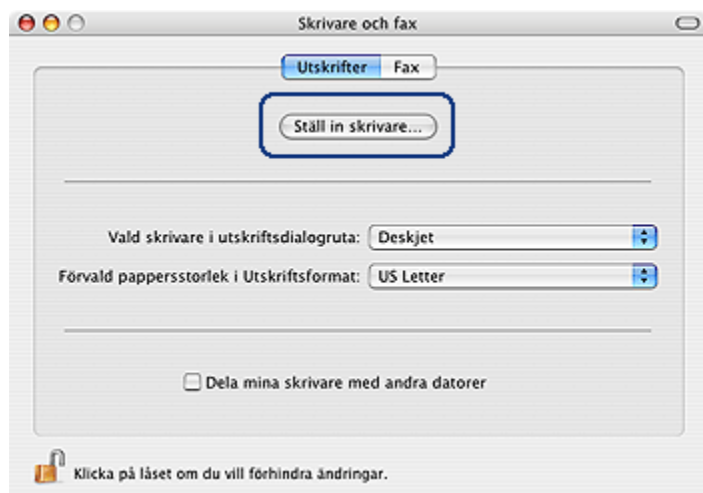 Skrivare och fax
Utskrifter Fax
Ställ in skrivare...
Vald skrivare i utskriftsdialogruta: Deskjet
Förvald pappersstorlek i Utskriftsformat: US Letter
Dela mina skrivare med andra datorer
Klicka på låset om du vill förhindra ändringar.